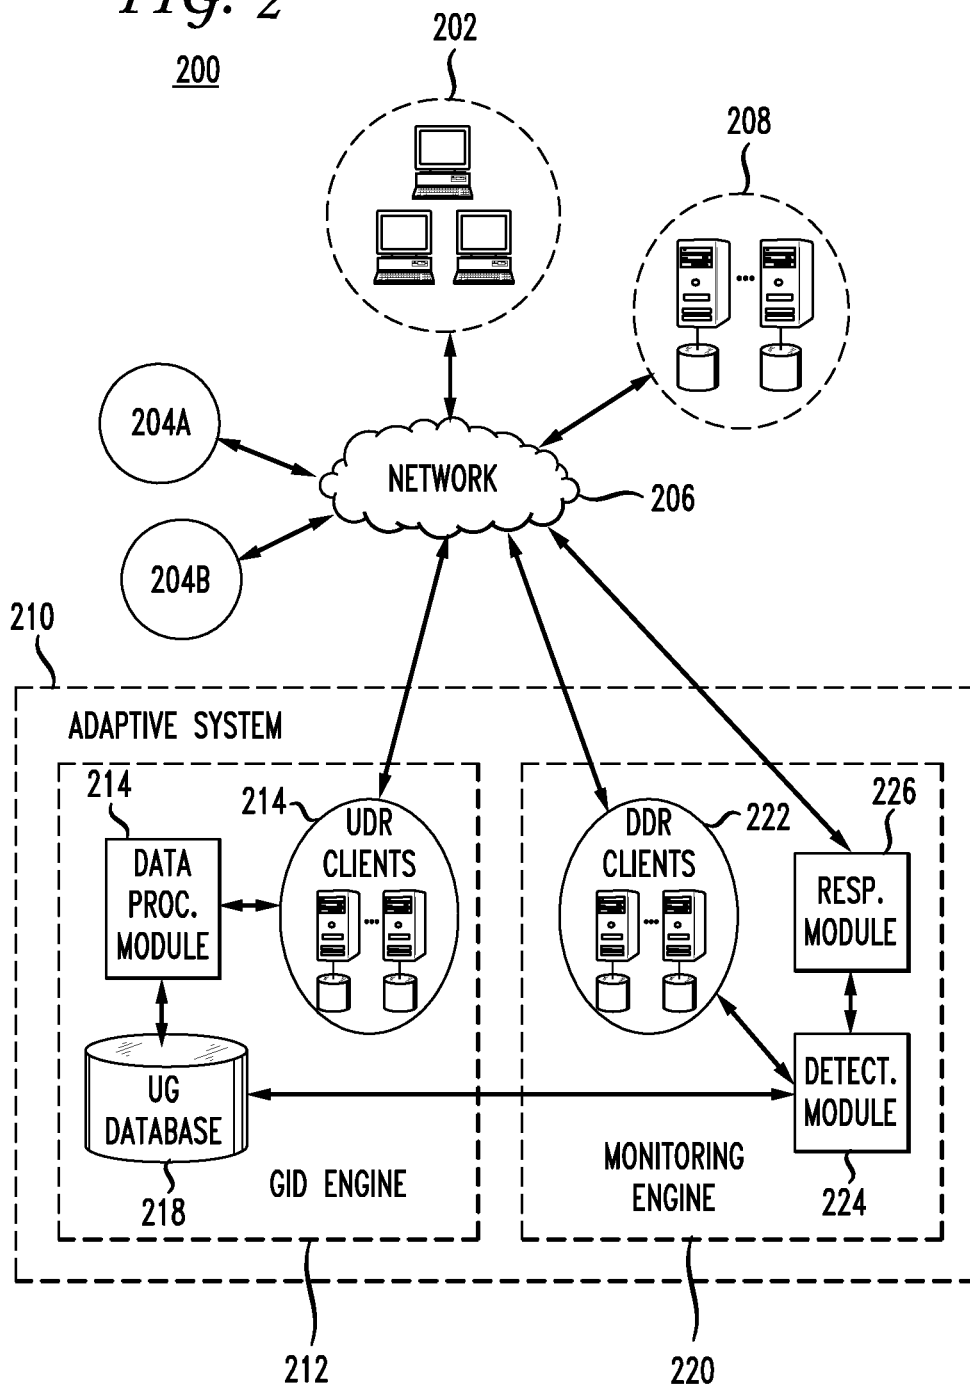 FIG. 2
200
202
208
204A
NETWORK
206
204B
210
ADAPTIVE SYSTEM
214
DATA
PROC.
MODULE
214
UDR
CLIENTS
...
DDR
CLIENTS
...
222
226
RESP.
MODULE
UG
DATABASE
218
GID ENGINE
MONITORING
ENGINE
DETECT.
MODULE
224
212
220